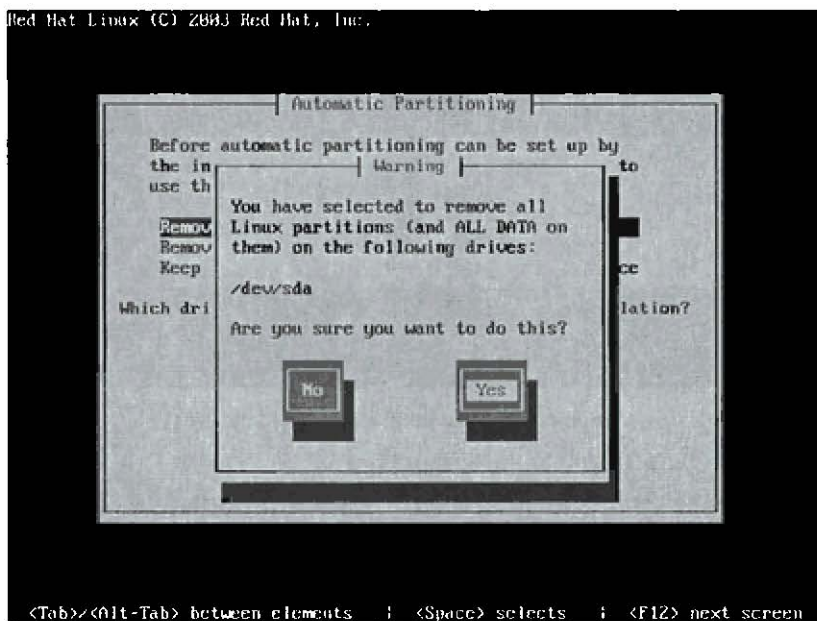 Red Hat Linux (C) 2003 Red Hat, Inc.
Automatic Partitioning
Before automatic partitioning can be set up by
the in to
use th
Warning
You have selected to remove all
Linux partitions (and ALL DATA on
them) on the following drives:
/dev/sda
Are you sure you want to do this?
No Yes
Remov
Remov
Keep ce
Which dri lation?
<Tab>/<Alt-Tab> between elements | <Space> selects | <F12> next screen